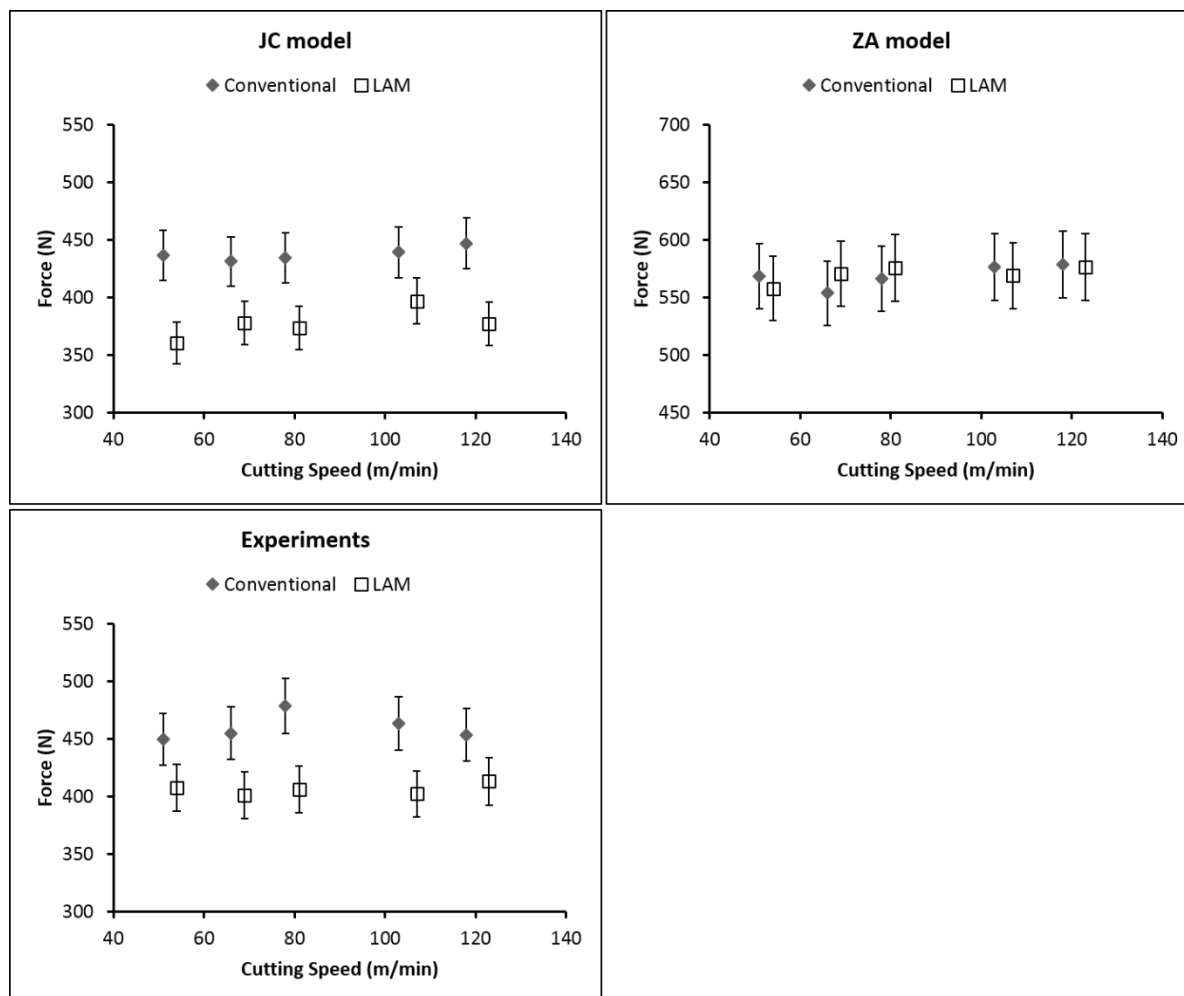 JC model
Conventional LAM
550
500
450
400
350
300
Force (N)
40 60 80 100 120 140
Cutting Speed (m/min)
ZA model
Conventional LAM
700
650
600
550
500
450
Force (N)
40 60 80 100 120 140
Cutting Speed (m/min)
Experiments
Conventional LAM
550
500
450
400
350
300
Force (N)
40 60 80 100 120 140
Cutting Speed (m/min)